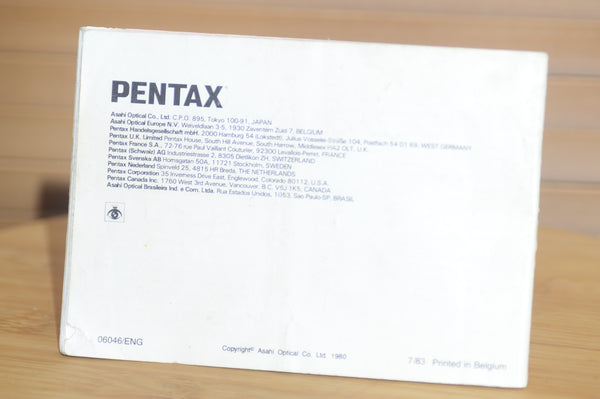 PENTAX
Asahi Optical Co., Ltd. C.P.O. 895, Tokyo 100-91, JAPAN
Asahi Optical Europe N.V. Weiveldlaan 3-5, 1930 Zaventem Zuid 7, BELGIUM
Pentax Handelsgesellschaft mbH. 2000 Hamburg 54 (Lokstedt), Julius-Vosseler-Straße 104, Postfach 54 01 69, WEST GERMANY
Pentax U.K. Limited Pentax House, South Hill Avenue, South Harrow, Middlesex HA2 OLT, U.K.
Pentax France S.A., 72-76 rue Paul Vaillant Couturier, 92300 Levallois-Perret, FRANCE
Pentax (Schweiz) AG Industriestrasse 2, 8305 Dietlikon ZH, SWITZERLAND
Pentax Svenska AB Hornsgatan 50A, 11721 Stockholm, SWEDEN
Pentax Nederland Spinveld 25, 4815 HR Breda, THE NETHERLANDS
Pentax Corporation 35 Inverness Drive East, Englewood, Colorado 80112, U.S.A.
Pentax Canada Inc. 1760 West 3rd Avenue, Vancouver, B.C. V6J 1K5, CANADA
Asahi Optical Brasileira Ind. e Com. Ltda. Rua Estados Unidos, 1053, Sao Paulo-SP, BRASIL
06046/ENG
Copyright© Asahi Optical Co. Ltd. 1980
7/83 Printed in Belgium